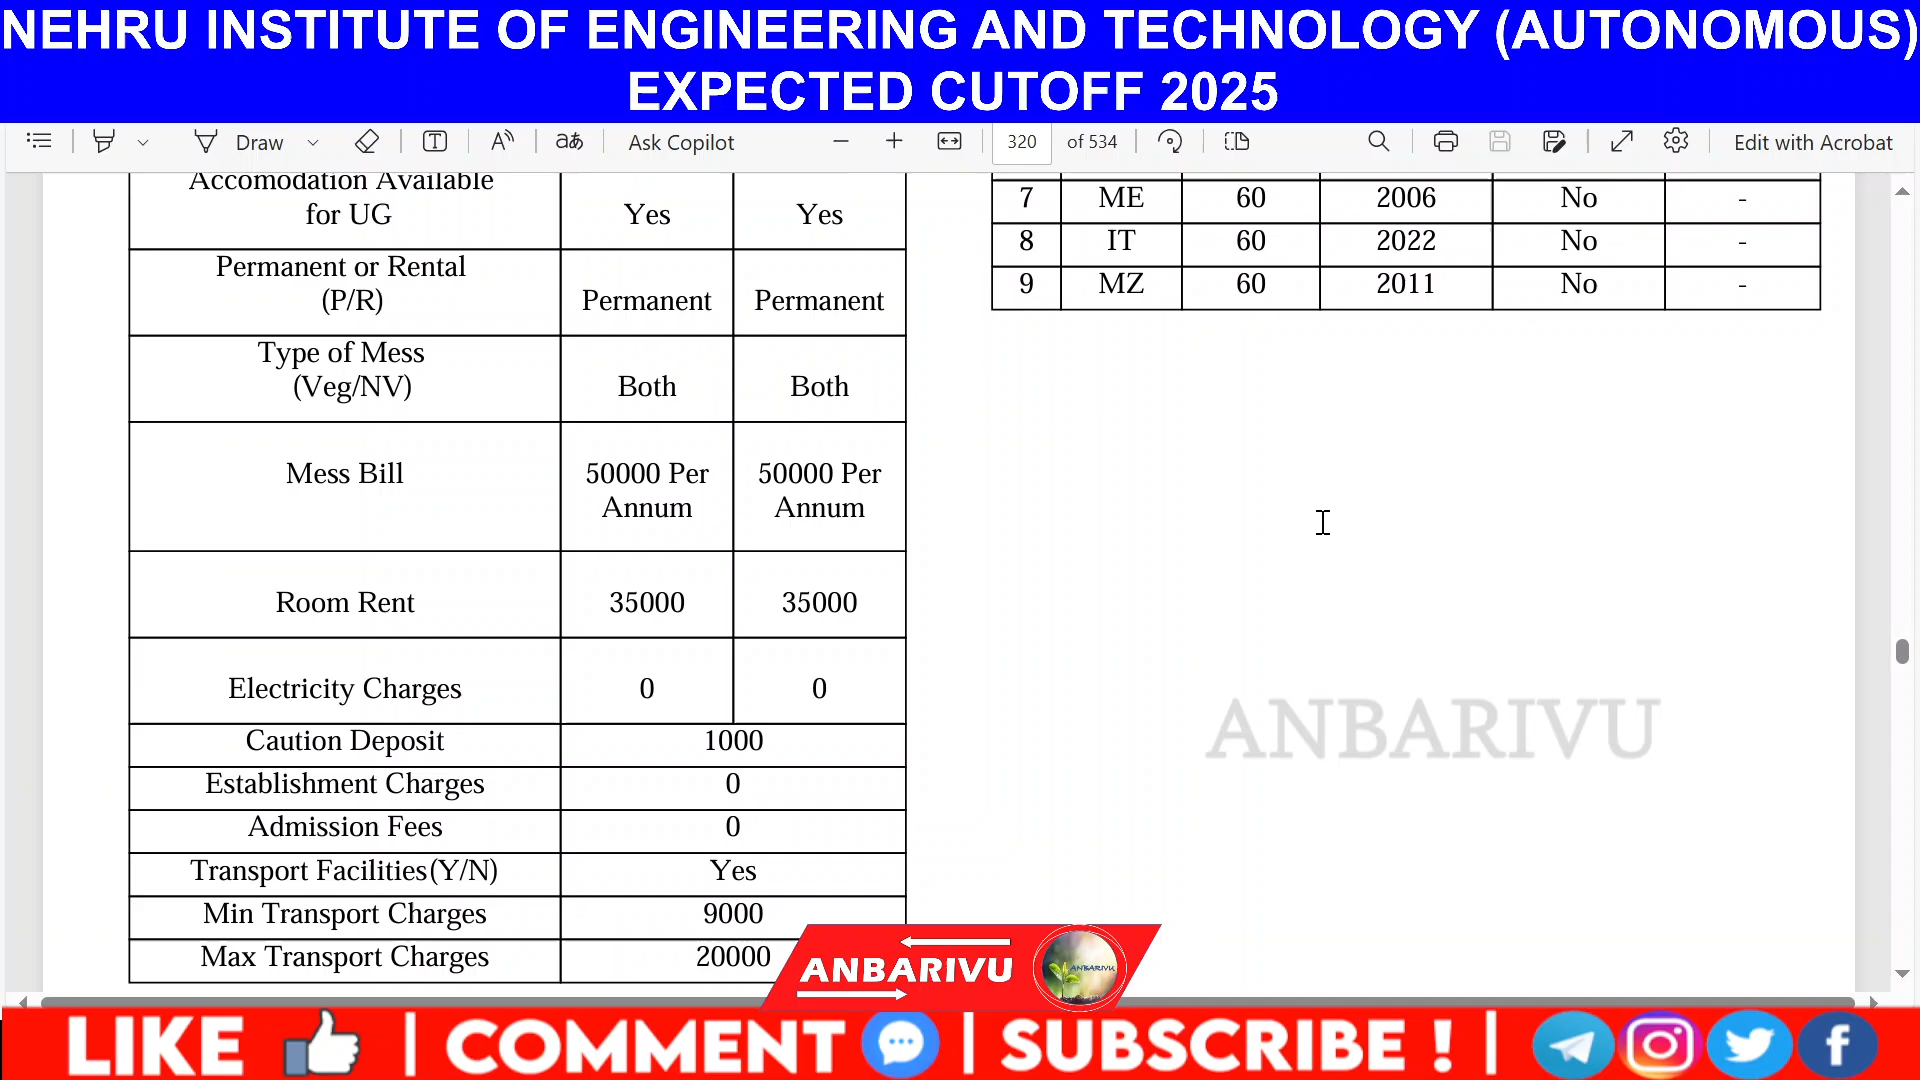 NEHRU INSTITUTE OF ENGINEERING AND TECHNOLOGY (AUTONOMOUS)
EXPECTED CUTOFF 2025
Draw
Ask Copilot
320 of 534
Edit with Acrobat
Accomodation Available
for UG Yes Yes
Permanent or Rental
(P/R) Permanent Permanent
Type of Mess
(Veg/NV) Both Both
Mess Bill 50000 Per 50000 Per
Annum Annum
Room Rent 35000 35000
Electricity Charges 0 0
Caution Deposit 1000
Establishment Charges 0
Admission Fees 0
Transport Facilities(Y/N) Yes
Min Transport Charges 9000
Max Transport Charges 20000
7 ME 60 2006 No -
8 IT 60 2022 No -
9 MZ 60 2011 No -
ANBARIVU
ANBARIVU
ANBARIVU
LIKE | COMMENT | SUBSCRIBE ! |